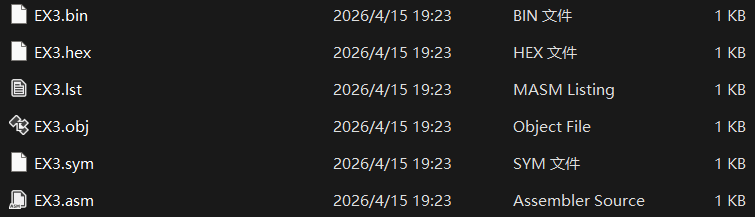 EX3.bin 2026/4/15 19:23 BIN 文件 1 KB
EX3.hex 2026/4/15 19:23 HEX 文件 1 KB
EX3.lst 2026/4/15 19:23 MASM Listing 1 KB
EX3.obj 2026/4/15 19:23 Object File 1 KB
EX3.sym 2026/4/15 19:23 SYM 文件 1 KB
EX3.asm 2026/4/15 19:23 Assembler Source 1 KB